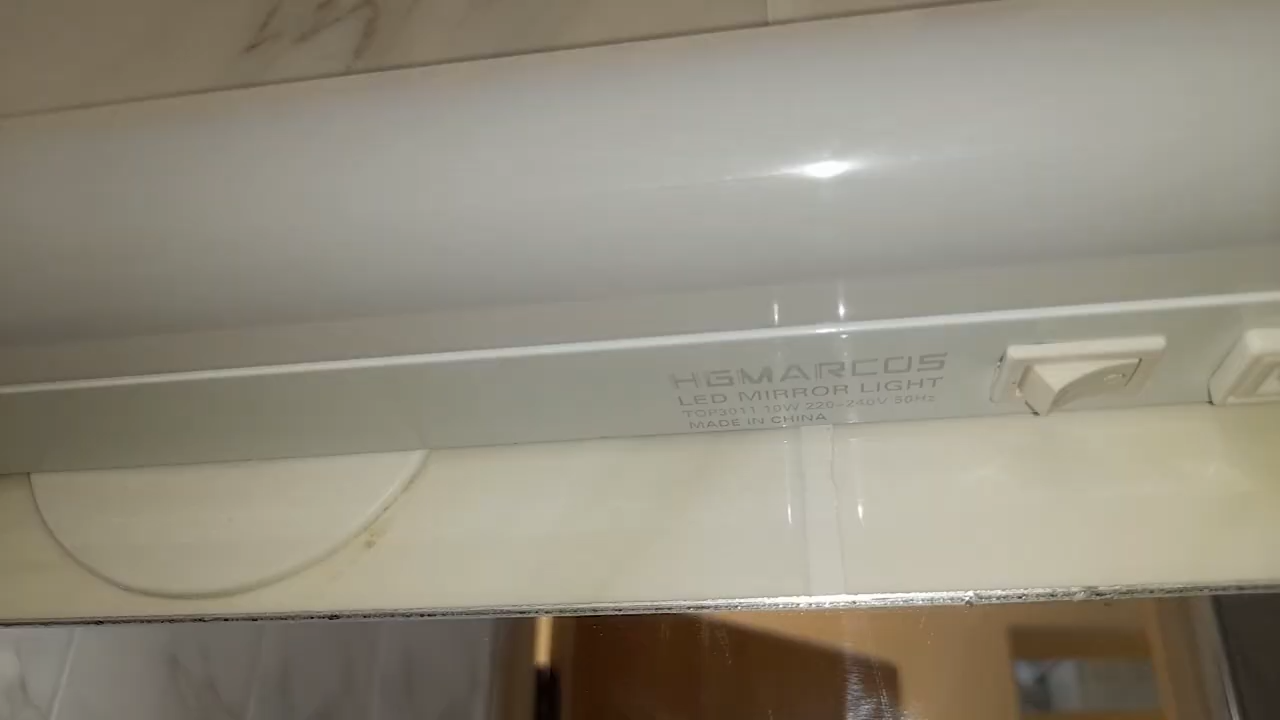 HGMARCOS
LED MIRROR LIGHT
TOP3011 10W 220-240V 50Hz
MADE IN CHINA